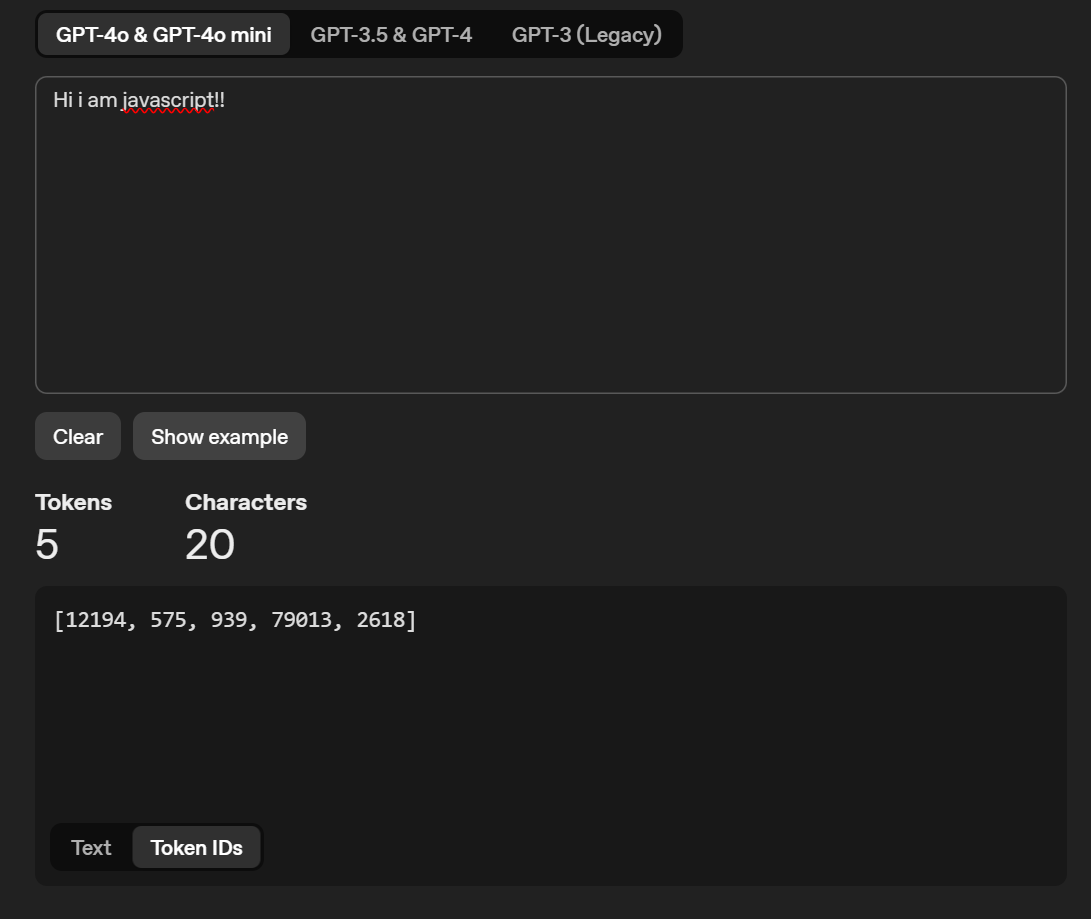 GPT-4o & GPT-4o mini GPT-3.5 & GPT-4 GPT-3 (Legacy)
Hi i am javascript!!
Clear Show example
Tokens Characters
5 20
[12194, 575, 939, 79013, 2618]
Text Token IDs